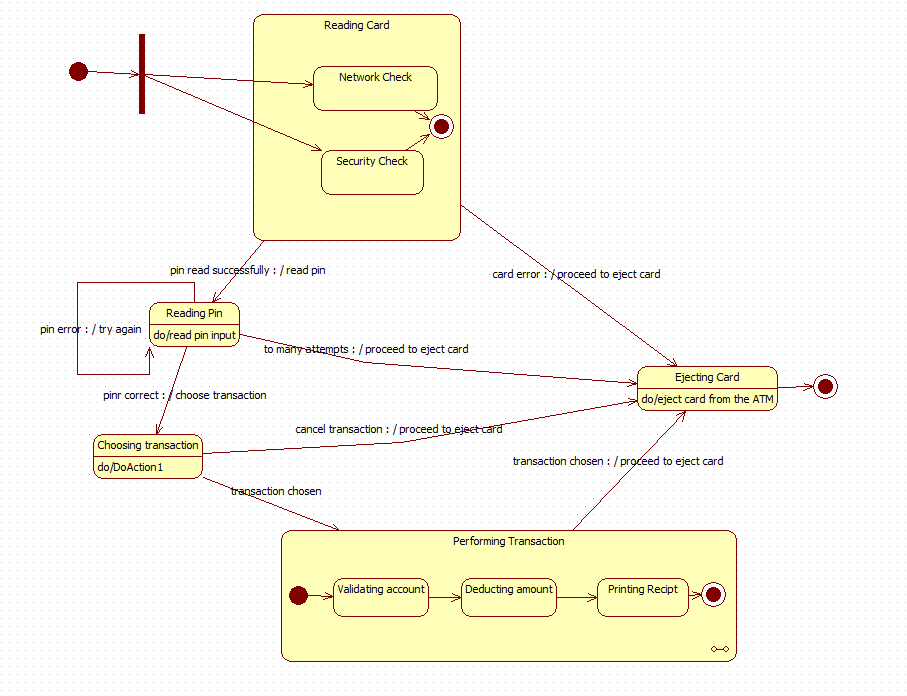 Reading Card
Network Check
Security Check
pin read successfully : / read pin
card error : / proceed to eject card
Reading Pin
do/read pin input
pin error : / try again
to many attempts : / proceed to eject card
Ejecting Card
do/eject card from the ATM
pinr correct : / choose transaction
cancel transaction : / proceed to eject card
Choosing transaction
do/DoAction1
transaction chosen : / proceed to eject card
transaction chosen
Performing Transaction
Validating account
Deducting amount
Printing Recipt